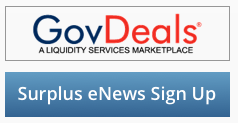 GovDeals®
A LIQUIDITY SERVICES MARKETPLACE
Surplus eNews Sign Up